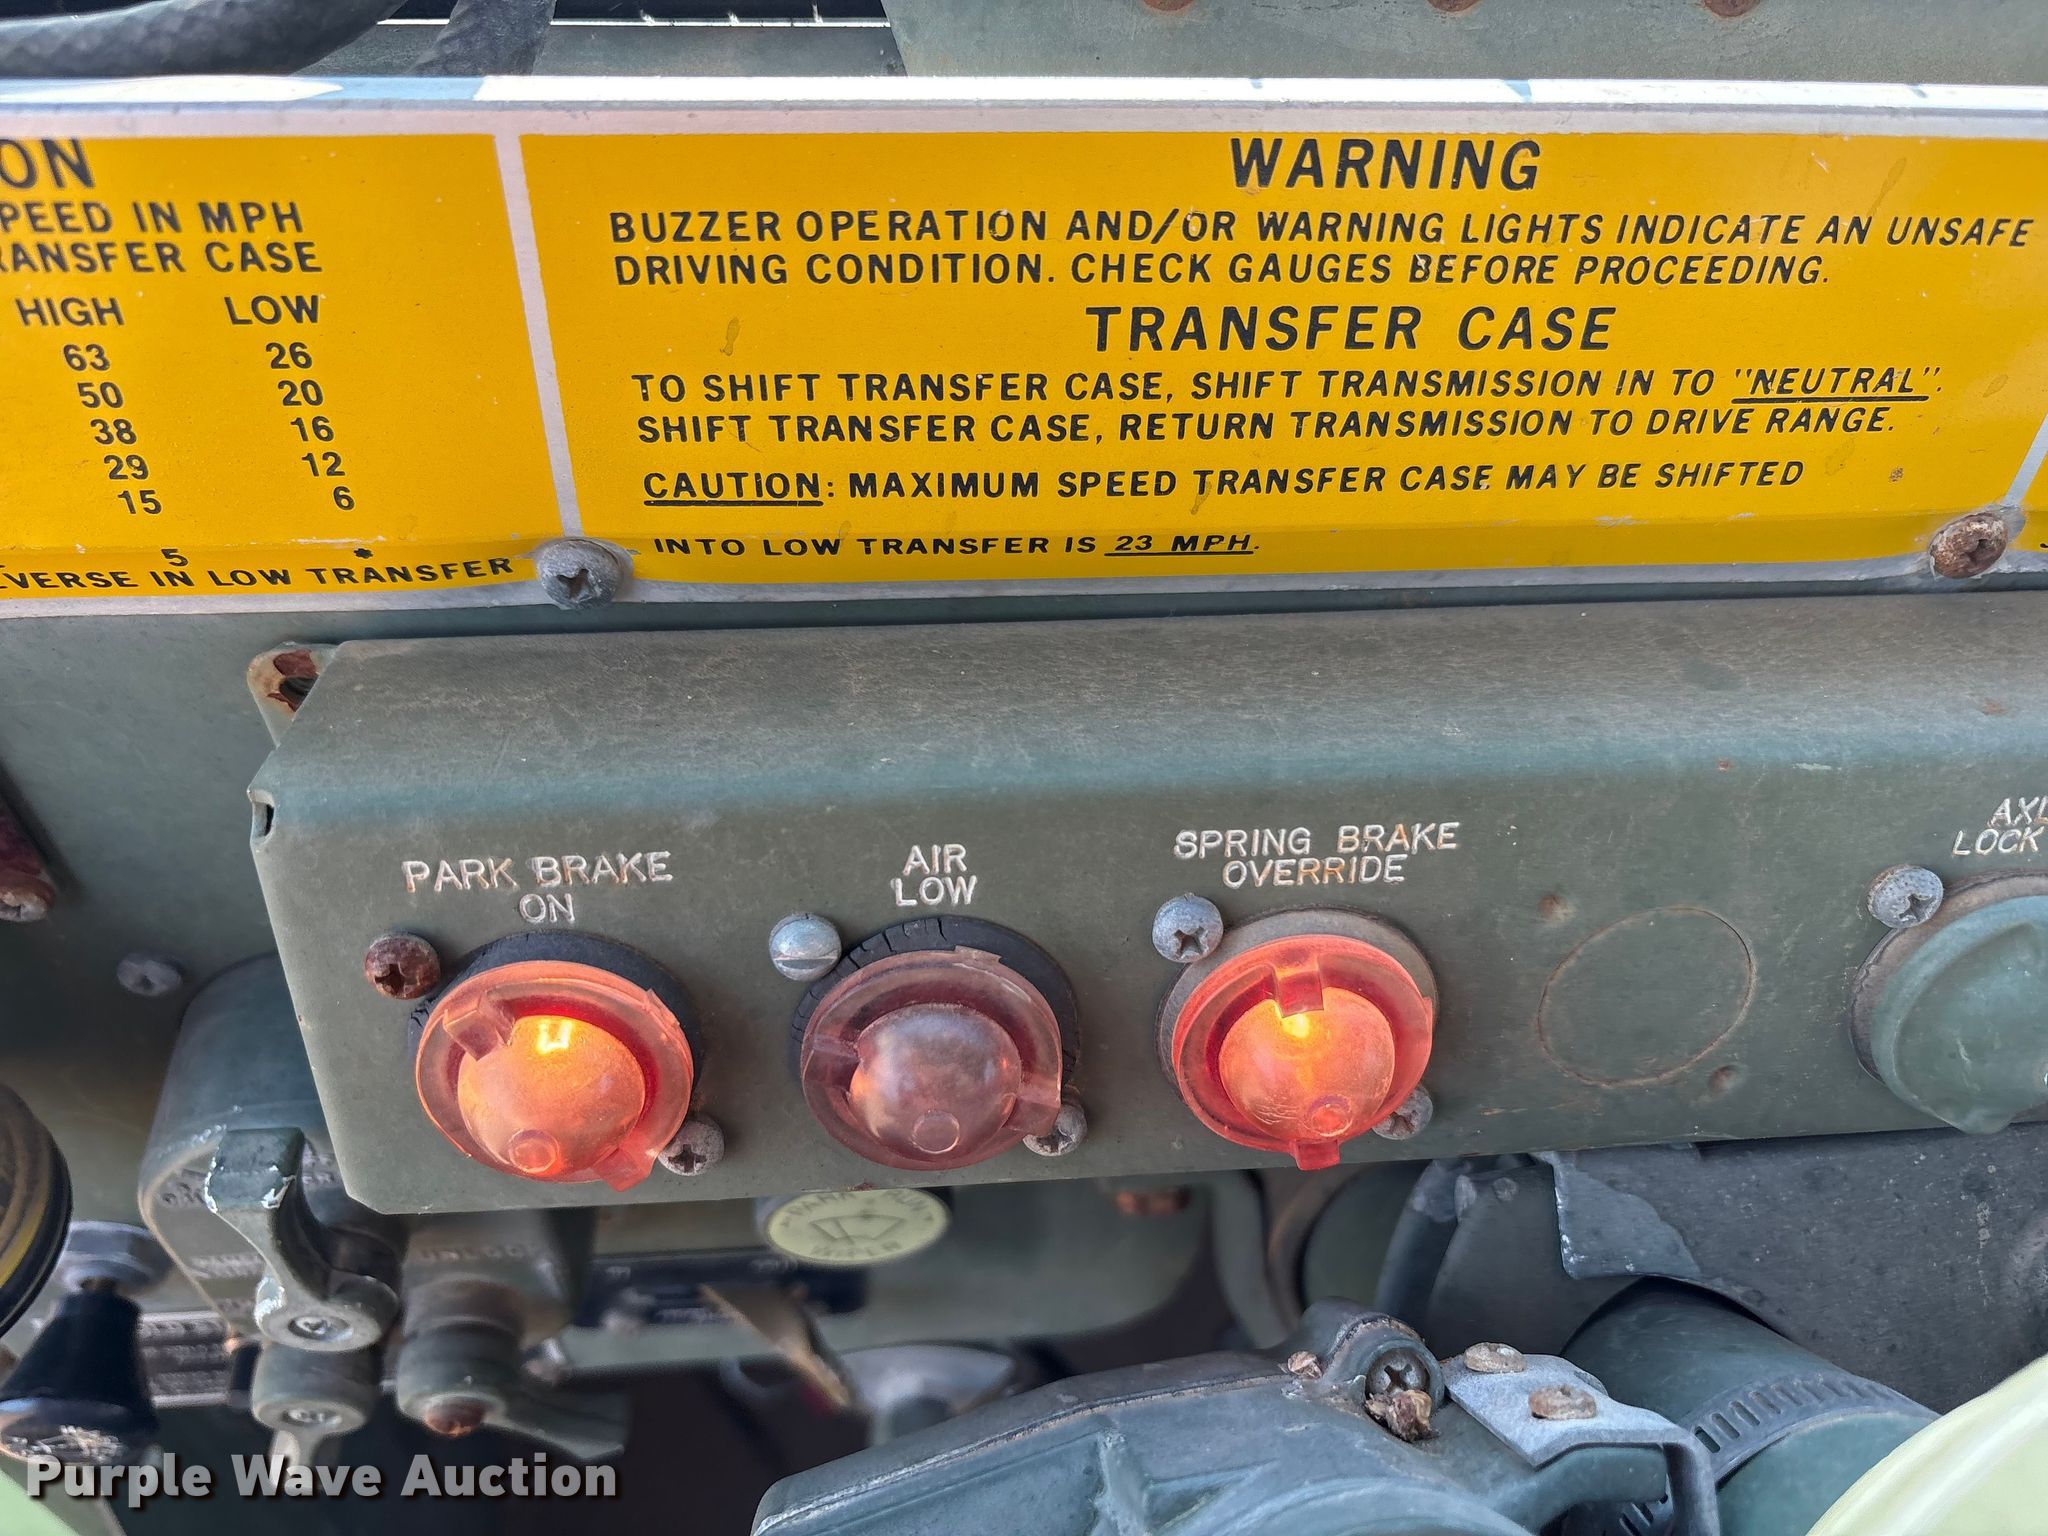 ON
PEED IN MPH
RANSFER CASE
HIGH LOW
63 26
50 20
38 16
29 12
15 6
5 *
EVERSE IN LOW TRANSFER
WARNING
BUZZER OPERATION AND/OR WARNING LIGHTS INDICATE AN UNSAFE
DRIVING CONDITION. CHECK GAUGES BEFORE PROCEEDING.
TRANSFER CASE
TO SHIFT TRANSFER CASE, SHIFT TRANSMISSION IN TO "NEUTRAL".
SHIFT TRANSFER CASE, RETURN TRANSMISSION TO DRIVE RANGE.
CAUTION: MAXIMUM SPEED TRANSFER CASE MAY BE SHIFTED
INTO LOW TRANSFER IS 23 MPH.
PARK BRAKE
ON
AIR
LOW
SPRING BRAKE
OVERRIDE
AXL
LOCK
WIPER
Purple Wave Auction